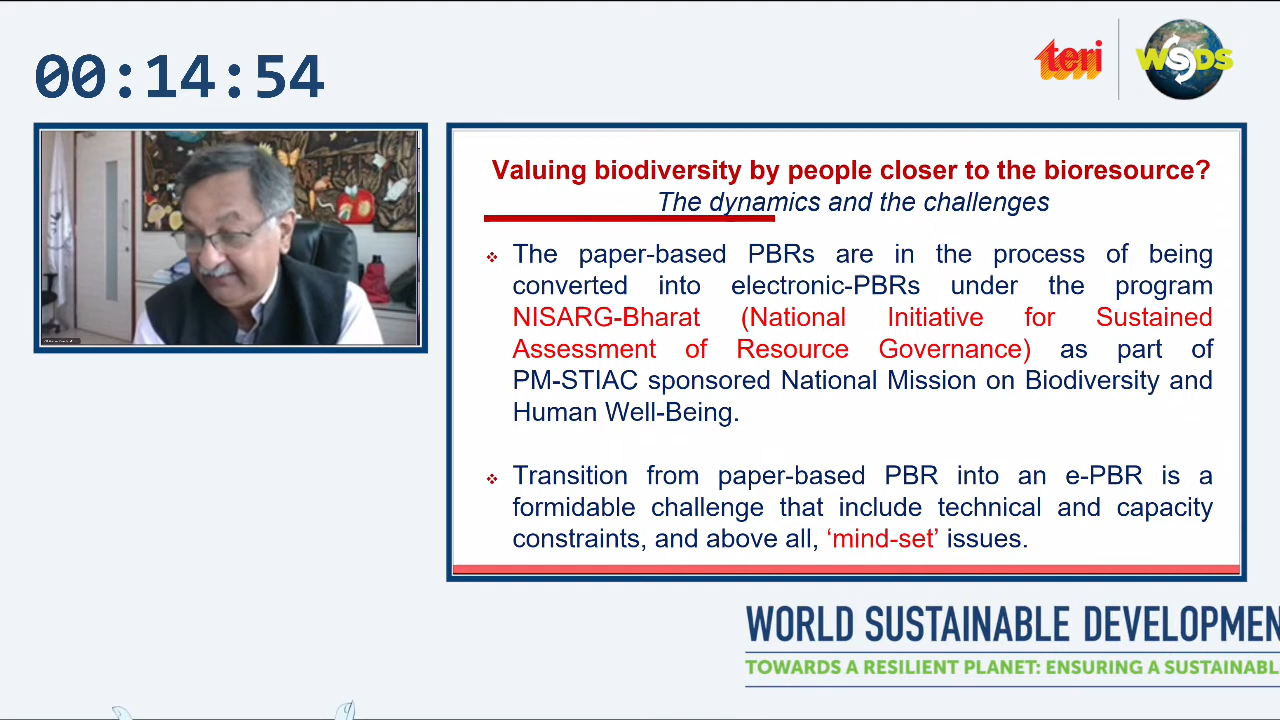 00:14:54
teri
WSDS
Valuing biodiversity by people closer to the bioresource?
The dynamics and the challenges
The paper-based PBRs are in the process of being
converted into electronic-PBRs under the program
NISARG-Bharat (National Initiative for Sustained
Assessment of Resource Governance) as part of
PM-STIAC sponsored National Mission on Biodiversity and
Human Well-Being.
Transition from paper-based PBR into an e-PBR is a
formidable challenge that include technical and capacity
constraints, and above all, ‘mind-set’ issues.
WORLD SUSTAINABLE DEVELOPMEN
TOWARDS A RESILIENT PLANET: ENSURING A SUSTAINABL